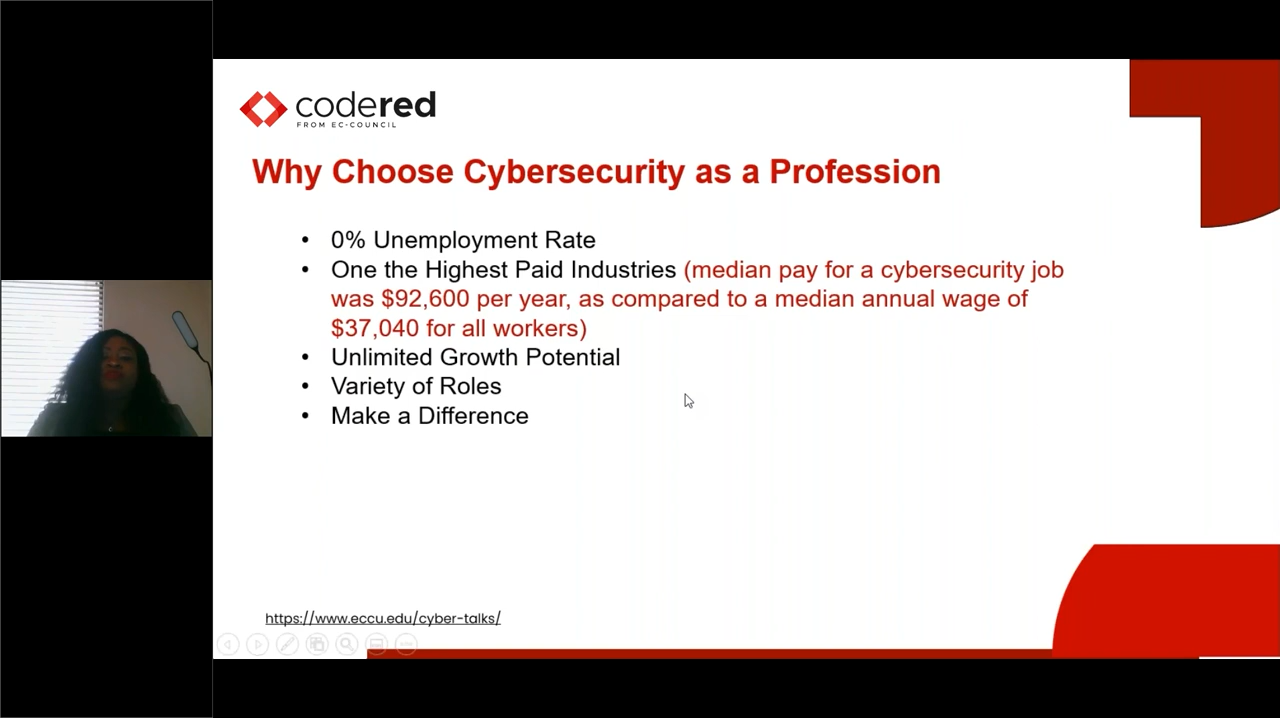 codered
FROM EC-COUNCIL
Why Choose Cybersecurity as a Profession
• 0% Unemployment Rate
• One the Highest Paid Industries (median pay for a cybersecurity job
was $92,600 per year, as compared to a median annual wage of
$37,040 for all workers)
• Unlimited Growth Potential
• Variety of Roles
• Make a Difference
https://www.eccu.edu/cyber-talks/